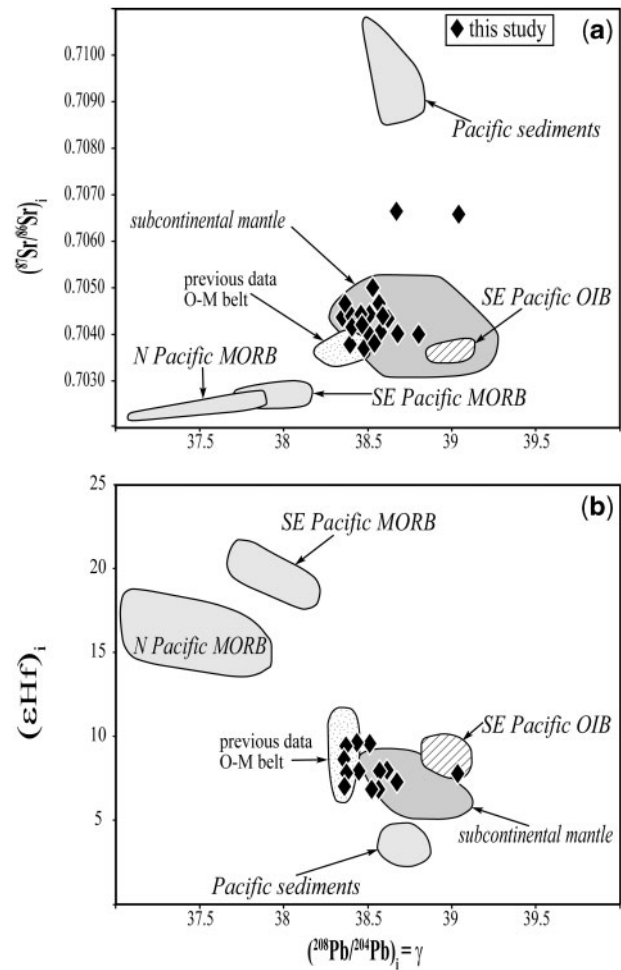 (a)
◆ this study
0.7100
0.7090
0.7070
0.7060
0.7050
0.7040
0.7030
(⁸⁷Sr/⁸⁶Sr)i
Pacific sediments
subcontinental mantle
previous data
O-M belt
SE Pacific OIB
N Pacific MORB
SE Pacific MORB
37.5 38 38.5 39 39.5
(b)
25
20
15
10
5
(εHf)i
SE Pacific MORB
N Pacific MORB
SE Pacific OIB
previous data
O-M belt
subcontinental mantle
Pacific sediments
37.5 38 38.5 39 39.5
(²⁰⁸Pb/²⁰⁴Pb)i = γ